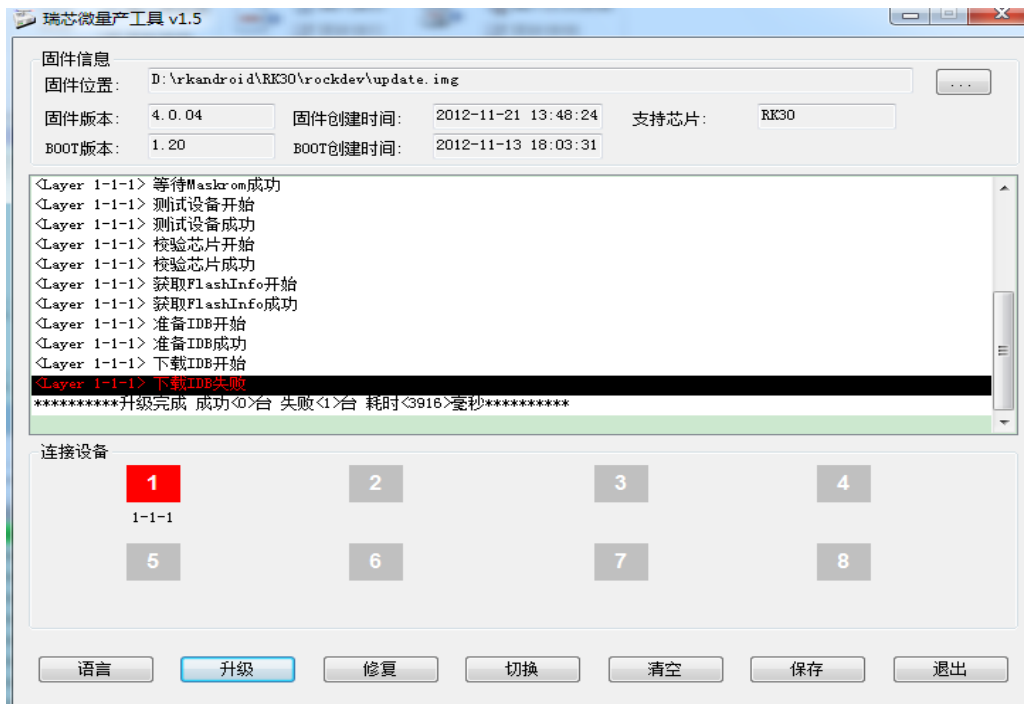 瑞芯微量产工具 v1.5
固件信息
固件位置: D:\rkandroid\RK30\rockdev\update.img ...
固件版本: 4.0.04 固件创建时间: 2012-11-21 13:48:24 支持芯片: RK30
BOOT版本: 1.20 BOOT创建时间: 2012-11-13 18:03:31
<Layer 1-1-1> 等待Maskrom成功
<Layer 1-1-1> 测试设备开始
<Layer 1-1-1> 测试设备成功
<Layer 1-1-1> 校验芯片开始
<Layer 1-1-1> 校验芯片成功
<Layer 1-1-1> 获取FlashInfo开始
<Layer 1-1-1> 获取FlashInfo成功
<Layer 1-1-1> 准备IDB开始
<Layer 1-1-1> 准备IDB成功
<Layer 1-1-1> 下载IDB开始
<Layer 1-1-1> 下载IDB失败
**********升级完成 成功<0>台 失败<1>台 耗时<3916>毫秒**********
连接设备
1 2 3 4
1-1-1
5 6 7 8
语言 升级 修复 切换 清空 保存 退出